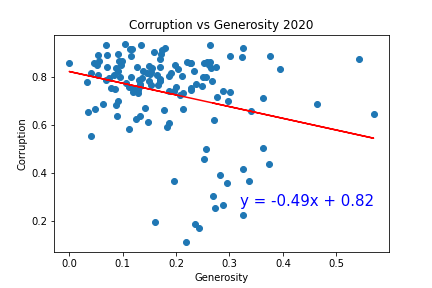 Corruption vs Generosity 2020
Corruption
0.8
0.6
0.4
0.2
y = -0.49x + 0.82
0.0 0.1 0.2 0.3 0.4 0.5
Generosity